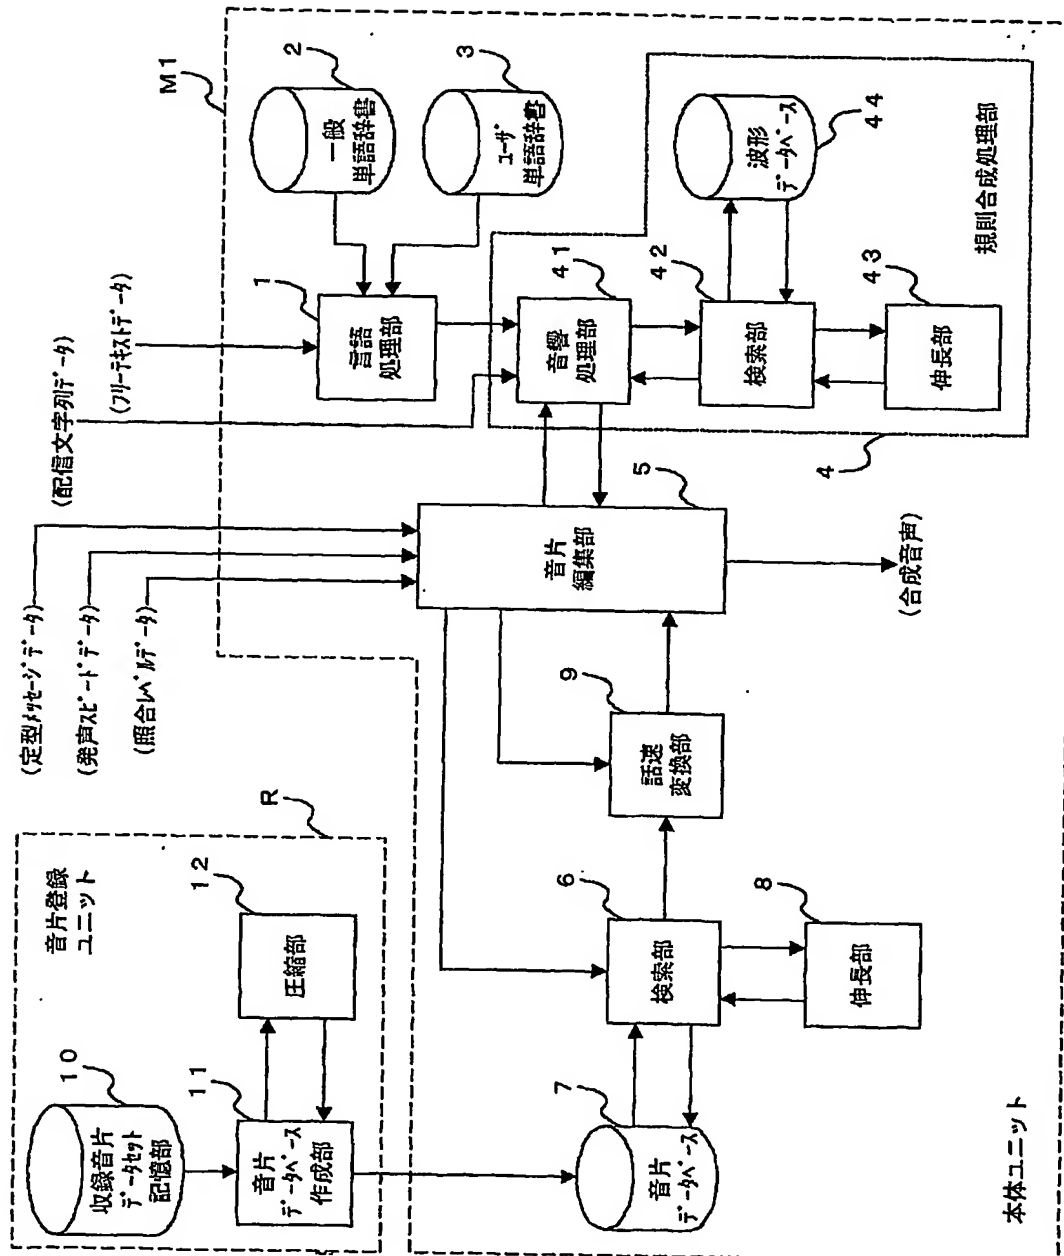 (定型メッセージデータ)
(発声スピードデータ)
(照合レベルデータ)
(配信文字列データ)
(フリーテキストデータ)
M1
R
音片登録
ユニット
10
収録音片
データセット
記憶部
11
音片
データベース
作成部
12
圧縮部
1
言語
処理部
2
一般
単語辞書
3
ユーザ
単語辞書
41
音響
処理部
42
検索部
43
伸長部
44
波形
データベース
規則合成処理部
4
5
音片
編集部
(合成音声)
9
話速
変換部
6
検索部
8
伸長部
7
音片
データベース
本体ユニット